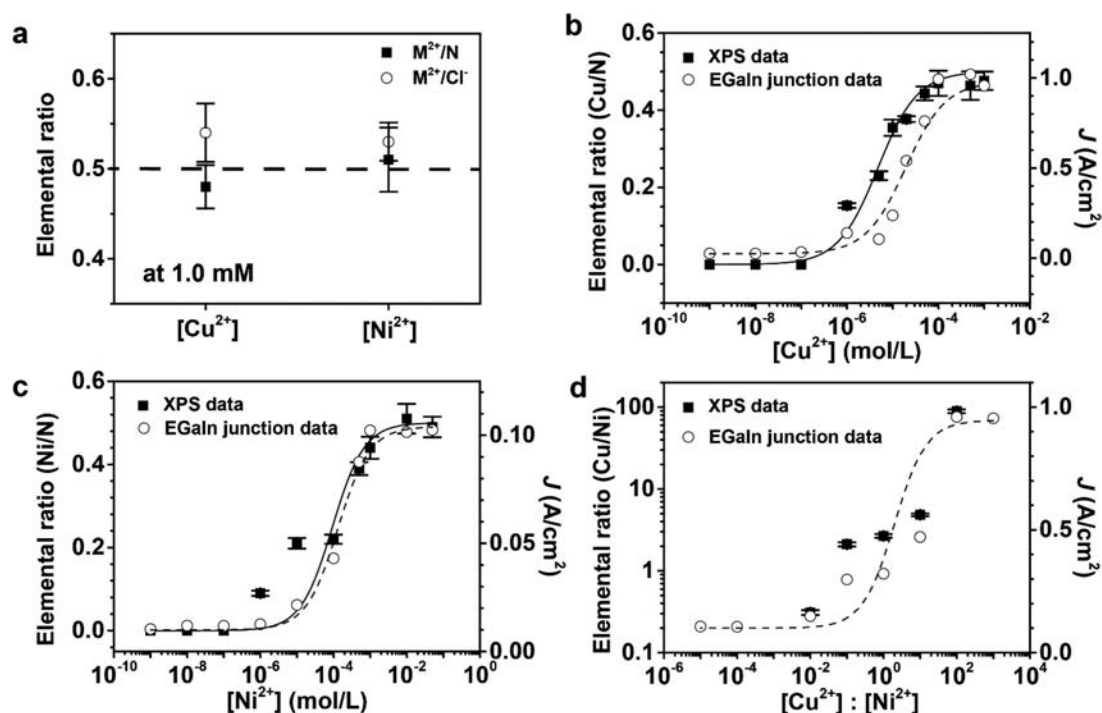 a
Elemental ratio
0.6
0.5
0.4
M²⁺/N
M²⁺/Cl⁻
at 1.0 mM
[Cu²⁺]
[Ni²⁺]
b
Elemental ratio (Cu/N)
0.6
0.4
0.2
0.0
XPS data
EGaIn junction data
1.0
0.5
0.0
J (A/cm²)
10⁻¹⁰
10⁻⁸
10⁻⁶
10⁻⁴
10⁻²
[Cu²⁺] (mol/L)
c
Elemental ratio (Ni/N)
0.6
0.4
0.2
0.0
XPS data
EGaIn junction data
0.10
0.05
0.00
J (A/cm²)
10⁻¹⁰
10⁻⁸
10⁻⁶
10⁻⁴
10⁻²
10⁰
[Ni²⁺] (mol/L)
d
Elemental ratio (Cu/Ni)
100
10
1
0.1
XPS data
EGaIn junction data
1.0
0.5
0.0
J (A/cm²)
10⁻⁶
10⁻⁴
10⁻²
10⁰
10²
10⁴
[Cu²⁺] : [Ni²⁺]